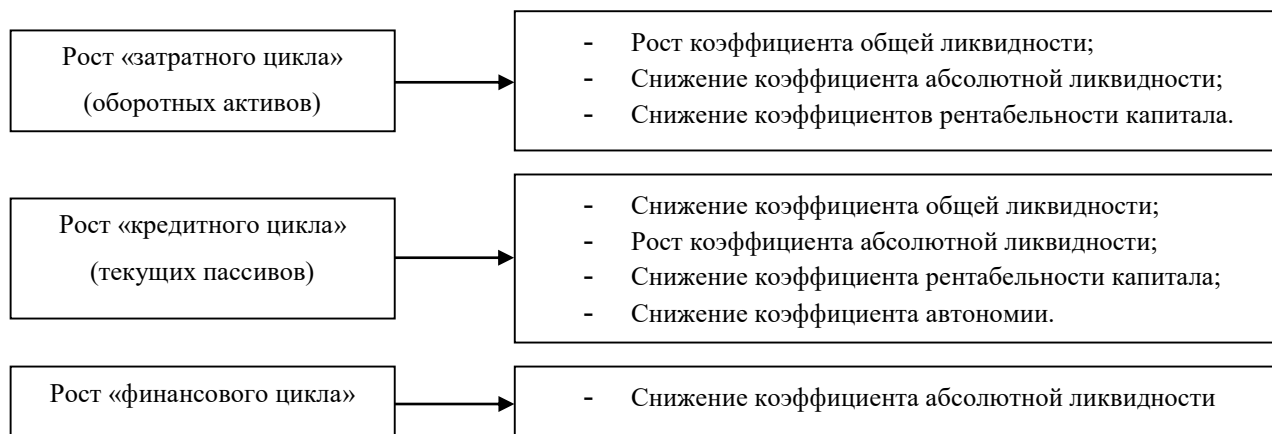 Рост «затратного цикла»
(оборотных активов)
- Рост коэффициента общей ликвидности;
- Снижение коэффициента абсолютной ликвидности;
- Снижение коэффициентов рентабельности капитала.
Рост «кредитного цикла»
(текущих пассивов)
- Снижение коэффициента общей ликвидности;
- Рост коэффициента абсолютной ликвидности;
- Снижение коэффициента рентабельности капитала;
- Снижение коэффициента автономии.
Рост «финансового цикла»
- Снижение коэффициента абсолютной ликвидности